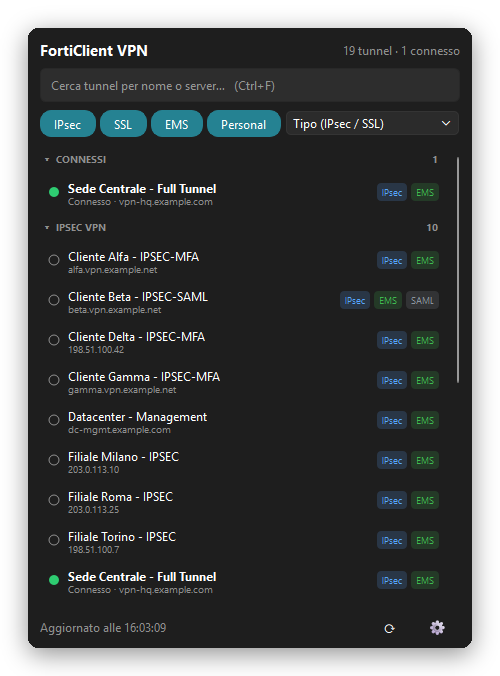 FortiClient VPN
19 tunnel · 1 connesso
Cerca tunnel per nome o server... (Ctrl+F)
IPsec SSL EMS Personal Tipo (IPsec / SSL)
CONNESSI 1
Sede Centrale - Full Tunnel IPsec EMS
Connesso · vpn-hq.example.com
IPSEC VPN 10
Cliente Alfa - IPSEC-MFA IPsec EMS
alfa.vpn.example.net
Cliente Beta - IPSEC-SAML IPsec EMS SAML
beta.vpn.example.net
Cliente Delta - IPSEC-MFA IPsec EMS
198.51.100.42
Cliente Gamma - IPSEC-MFA IPsec EMS
gamma.vpn.example.net
Datacenter - Management IPsec EMS
dc-mgmt.example.com
Filiale Milano - IPSEC IPsec EMS
203.0.113.10
Filiale Roma - IPSEC IPsec EMS
203.0.113.25
Filiale Torino - IPSEC IPsec EMS
198.51.100.7
Sede Centrale - Full Tunnel IPsec EMS
Connesso · vpn-hq.example.com
Aggiornato alle 16:03:09